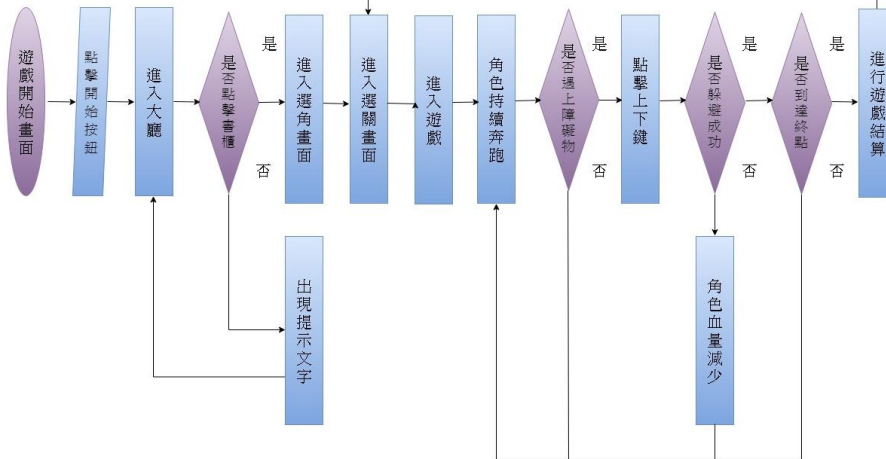 遊戲開始畫面
點擊開始按鈕
進入大廳
是否點擊書櫃
是
否
進入選角畫面
進入選關畫面
進入遊戲
角色持續奔跑
是否遇上障礙物
是
否
點擊上下鍵
是否躲避成功
是
否
是否到達終點
是
否
進行遊戲結算
出現提示文字
角色血量減少